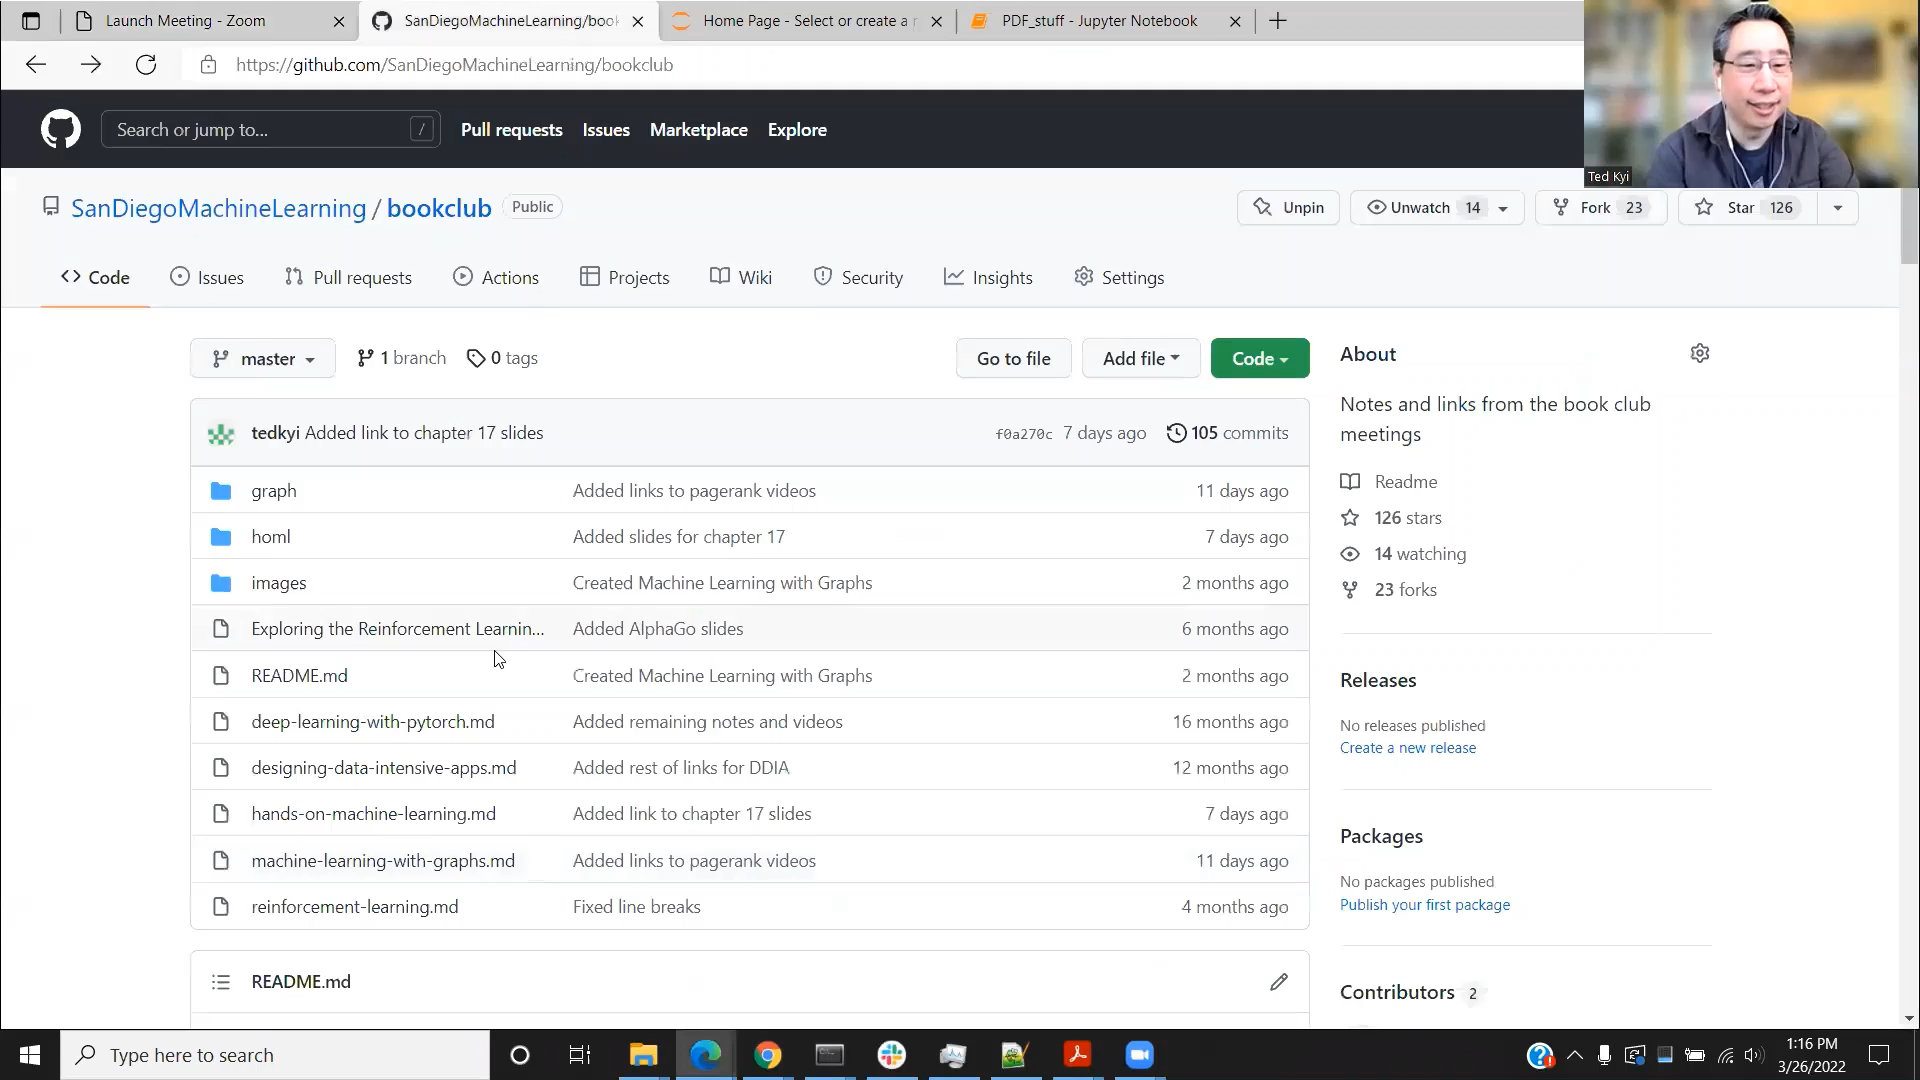 Launch Meeting - Zoom
SanDiegoMachineLearning/book
Home Page - Select or create a n
PDF_stuff - Jupyter Notebook
https://github.com/SanDiegoMachineLearning/bookclub
Search or jump to... /
Pull requests
Issues
Marketplace
Explore
Ted Kyi
SanDiegoMachineLearning / bookclub Public
Unpin
Unwatch 14
Fork 23
Star 126
Code
Issues
Pull requests
Actions
Projects
Wiki
Security
Insights
Settings
master
1 branch
0 tags
Go to file
Add file
Code
tedkyi Added link to chapter 17 slides f0a270c 7 days ago 105 commits
graph Added links to pagerank videos 11 days ago
homl Added slides for chapter 17 7 days ago
images Created Machine Learning with Graphs 2 months ago
Exploring the Reinforcement Learnin... Added AlphaGo slides 6 months ago
README.md Created Machine Learning with Graphs 2 months ago
deep-learning-with-pytorch.md Added remaining notes and videos 16 months ago
designing-data-intensive-apps.md Added rest of links for DDIA 12 months ago
hands-on-machine-learning.md Added link to chapter 17 slides 7 days ago
machine-learning-with-graphs.md Added links to pagerank videos 11 days ago
reinforcement-learning.md Fixed line breaks 4 months ago
README.md
About
Notes and links from the book club
meetings
Readme
126 stars
14 watching
23 forks
Releases
No releases published
Create a new release
Packages
No packages published
Publish your first package
Contributors 2
Type here to search
1:16 PM
3/26/2022